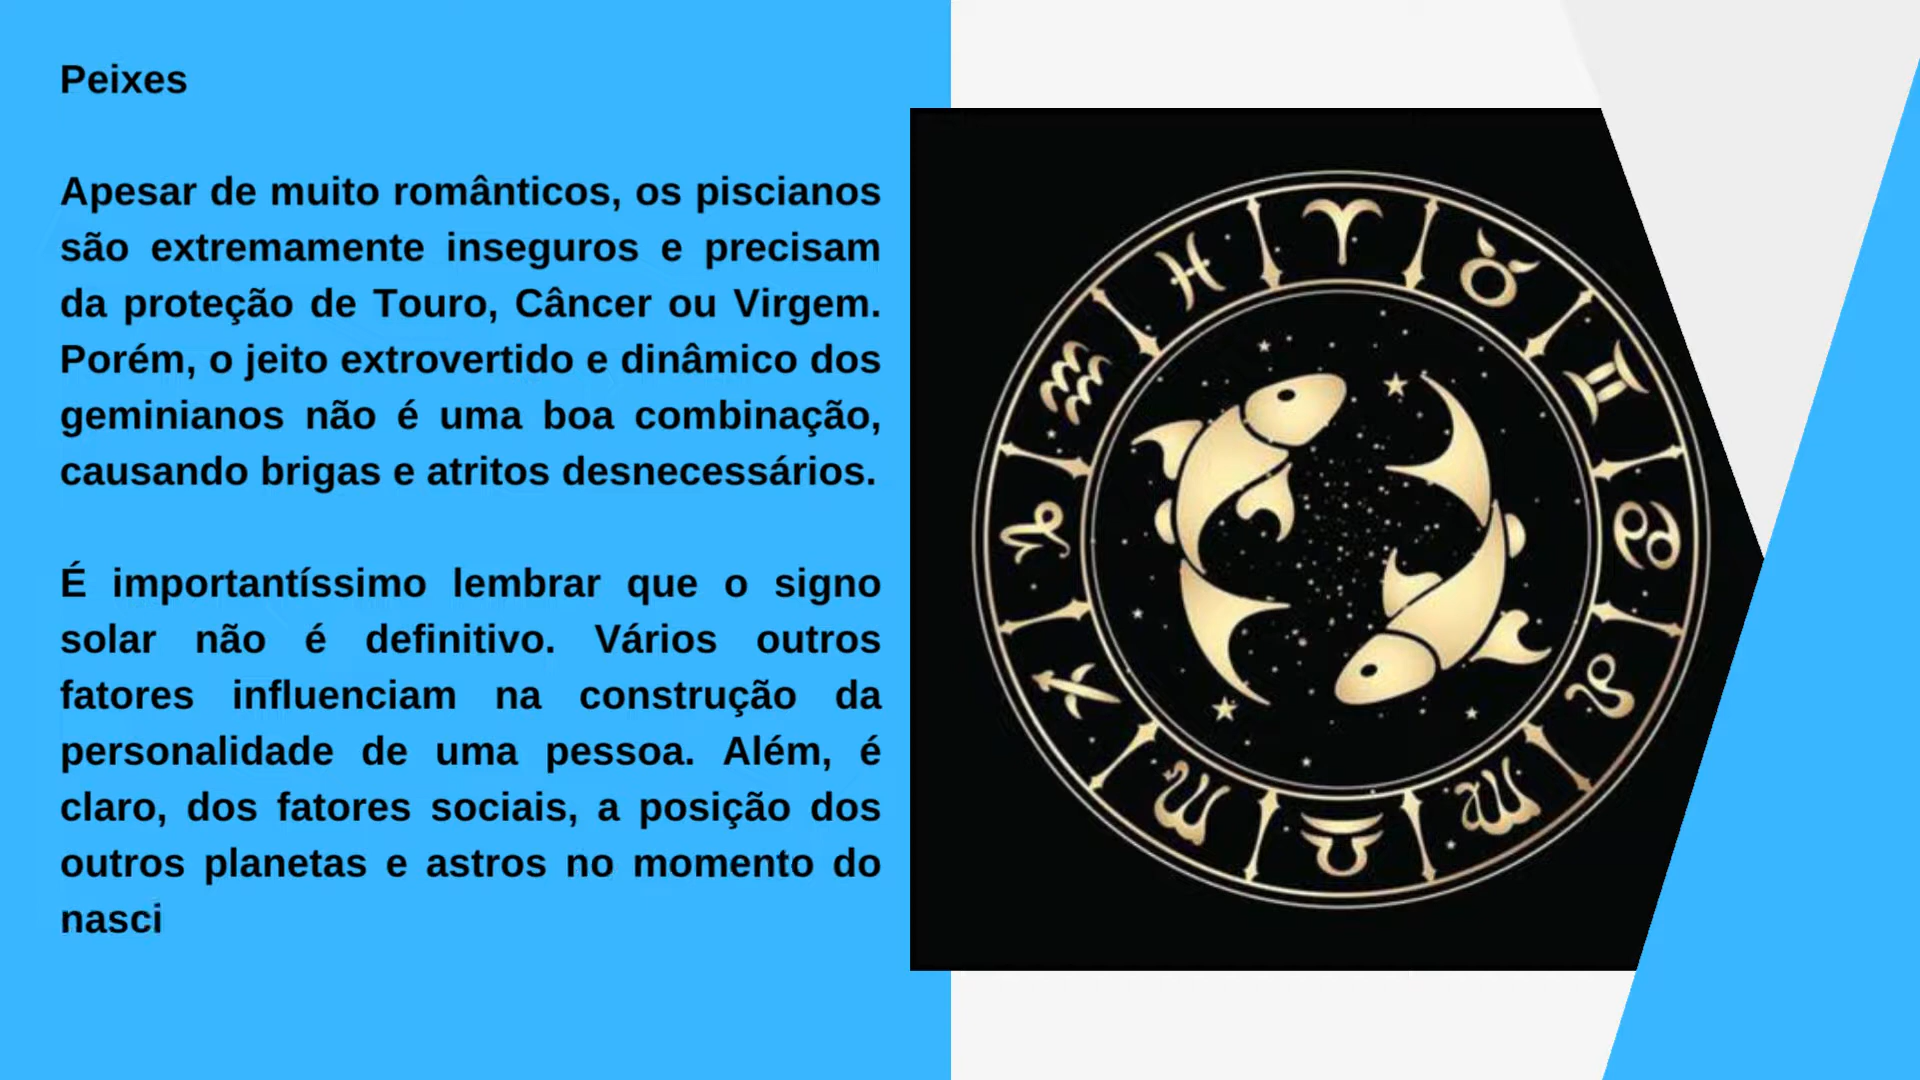 Peixes
Apesar de muito românticos, os piscianos
são extremamente inseguros e precisam
da proteção de Touro, Câncer ou Virgem.
Porém, o jeito extrovertido e dinâmico dos
geminianos não é uma boa combinação,
causando brigas e atritos desnecessários.
É importantíssimo lembrar que o signo
solar não é definitivo. Vários outros
fatores influenciam na construção da
personalidade de uma pessoa. Além, é
claro, dos fatores sociais, a posição dos
outros planetas e astros no momento do
nasci